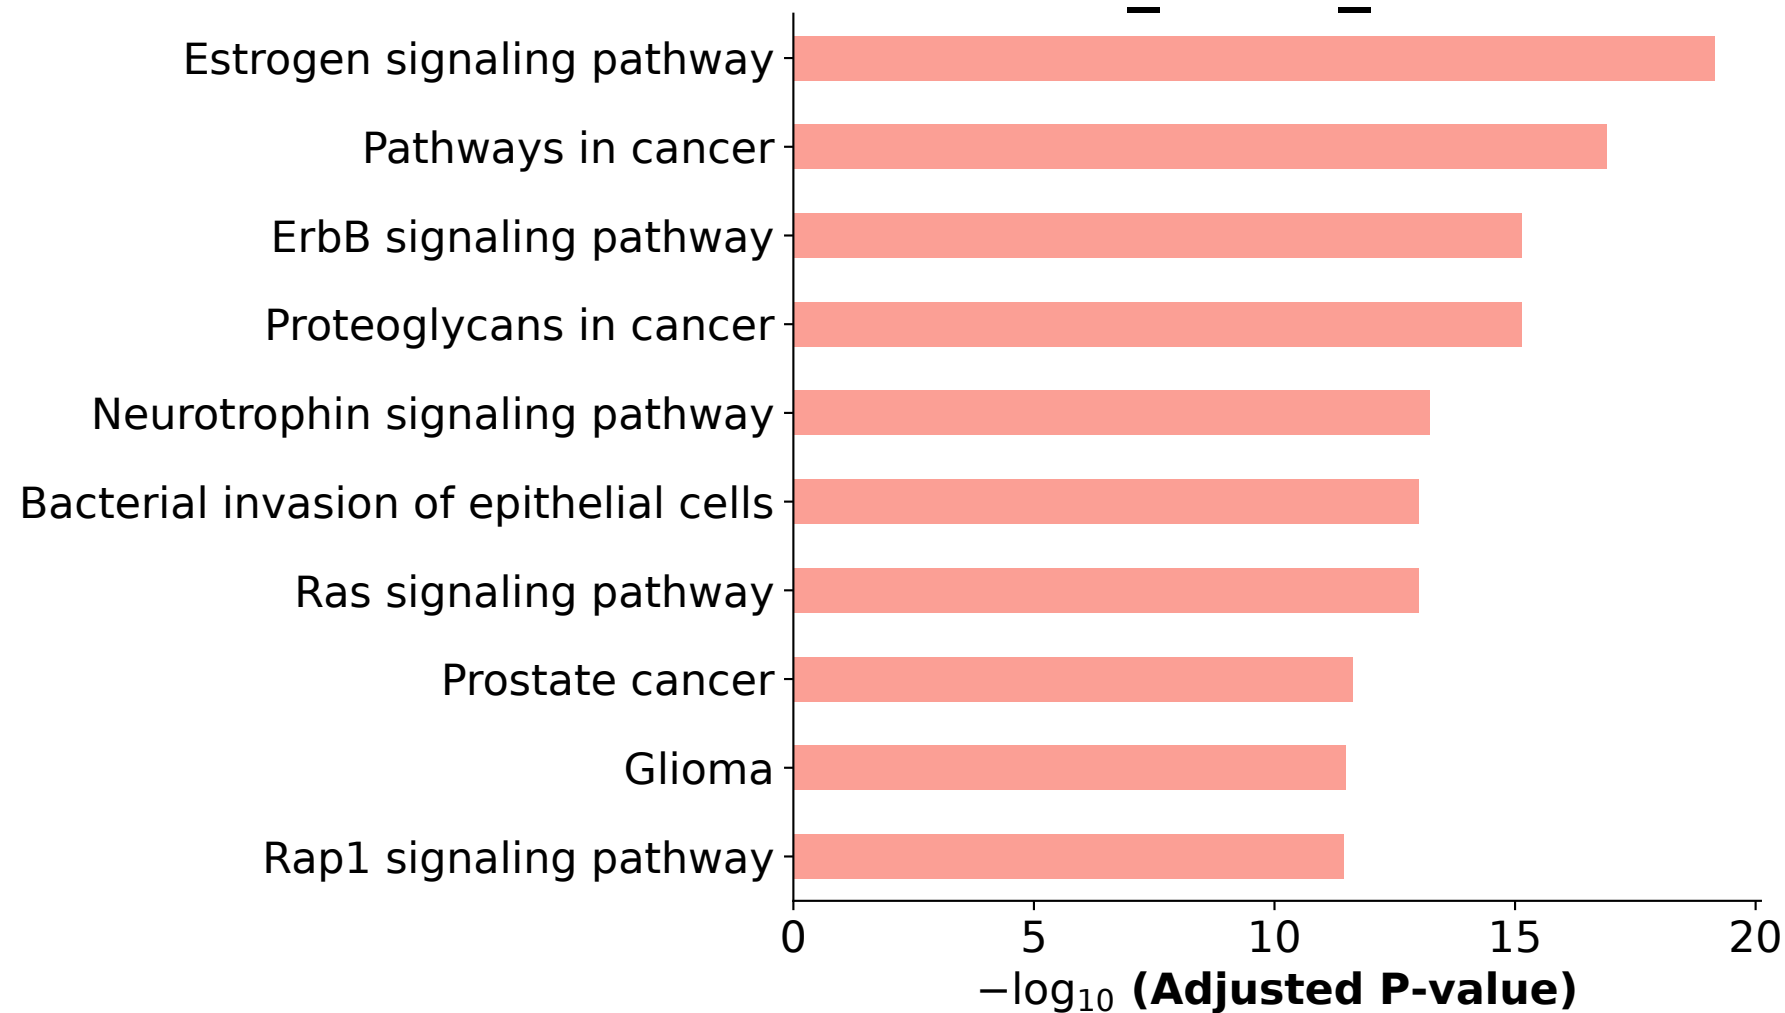 Estrogen signaling pathway
Pathways in cancer
ErbB signaling pathway
Proteoglycans in cancer
Neurotrophin signaling pathway
Bacterial invasion of epithelial cells
Ras signaling pathway
Prostate cancer
Glioma
Rap1 signaling pathway
0 5 10 15 20
−log₁₀ (Adjusted P-value)